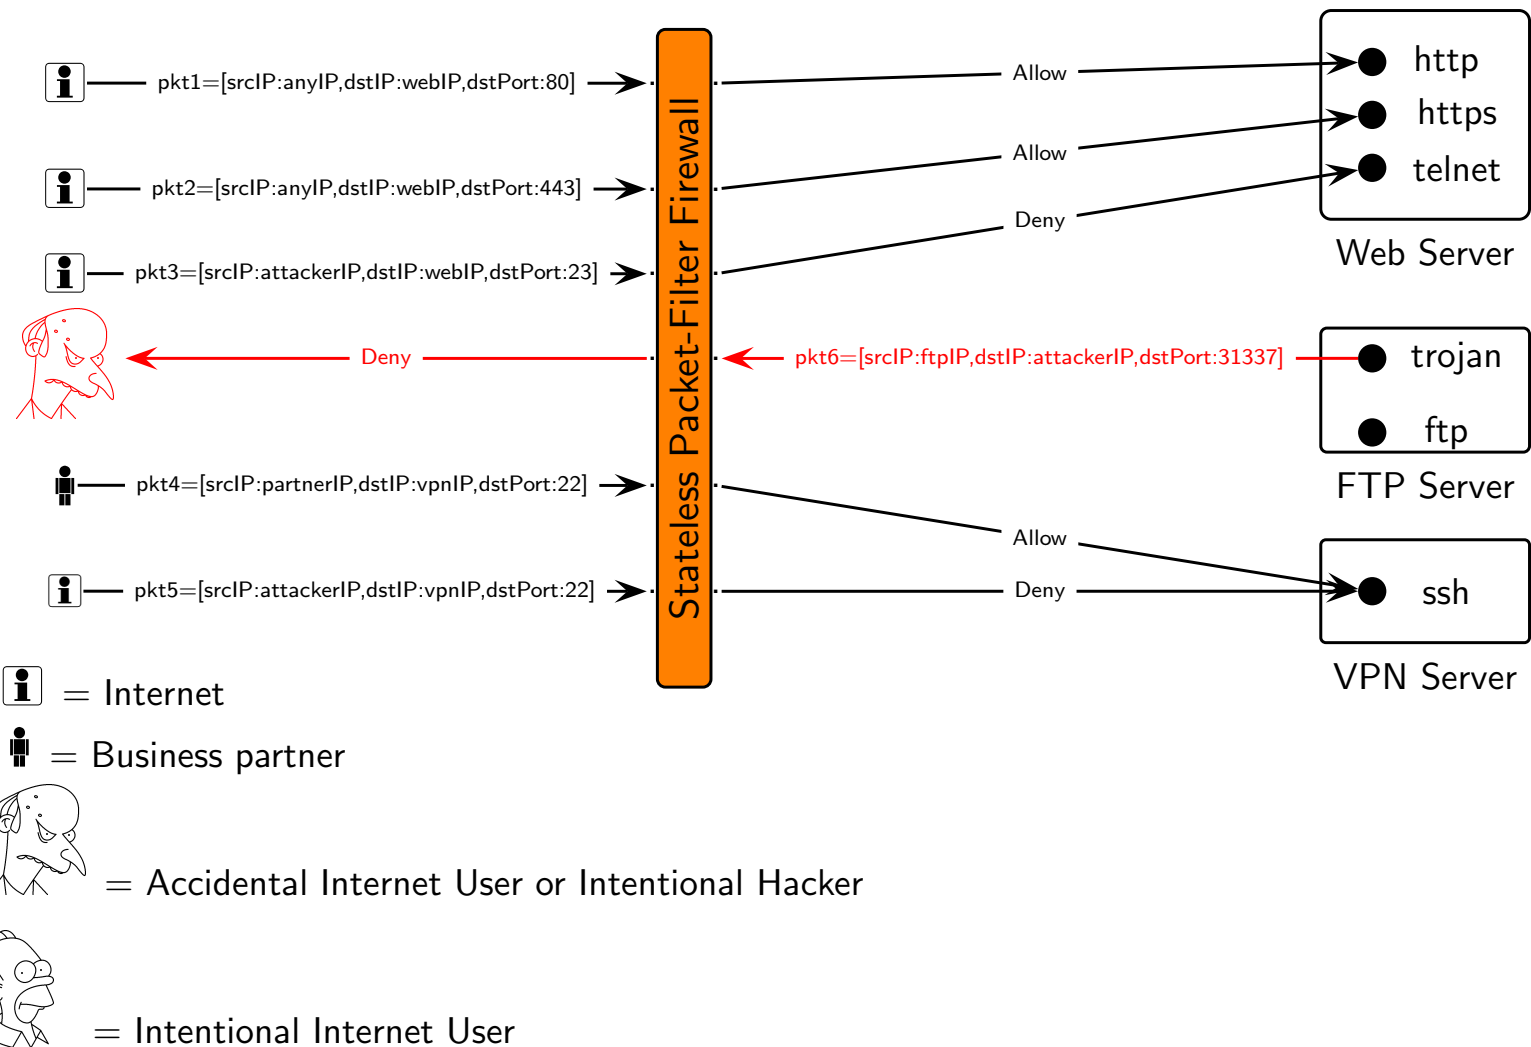 pkt1=[srcIP:anyIP,dstIP:webIP,dstPort:80]
Allow
http
https
telnet
Web Server
pkt2=[srcIP:anyIP,dstIP:webIP,dstPort:443]
Allow
pkt3=[srcIP:attackerIP,dstIP:webIP,dstPort:23]
Deny
Stateless Packet-Filter Firewall
Deny
pkt6=[srcIP:ftpIP,dstIP:attackerIP,dstPort:31337]
trojan
ftp
FTP Server
pkt4=[srcIP:partnerIP,dstIP:vpnIP,dstPort:22]
Allow
pkt5=[srcIP:attackerIP,dstIP:vpnIP,dstPort:22]
Deny
ssh
VPN Server
= Internet
= Business partner
= Accidental Internet User or Intentional Hacker
= Intentional Internet User